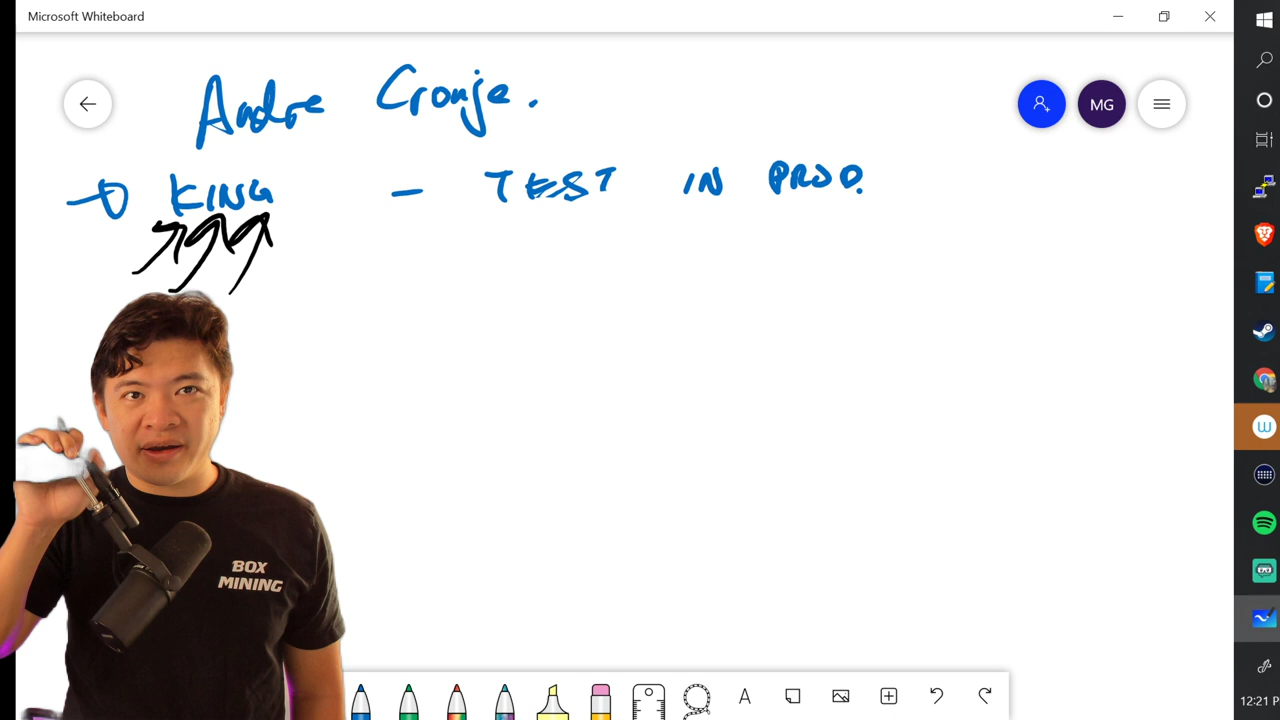 Microsoft Whiteboard
Andre Cronje.
MG
KING - TEST IN PROD.
BOX
MINING
A
W
12:21 P